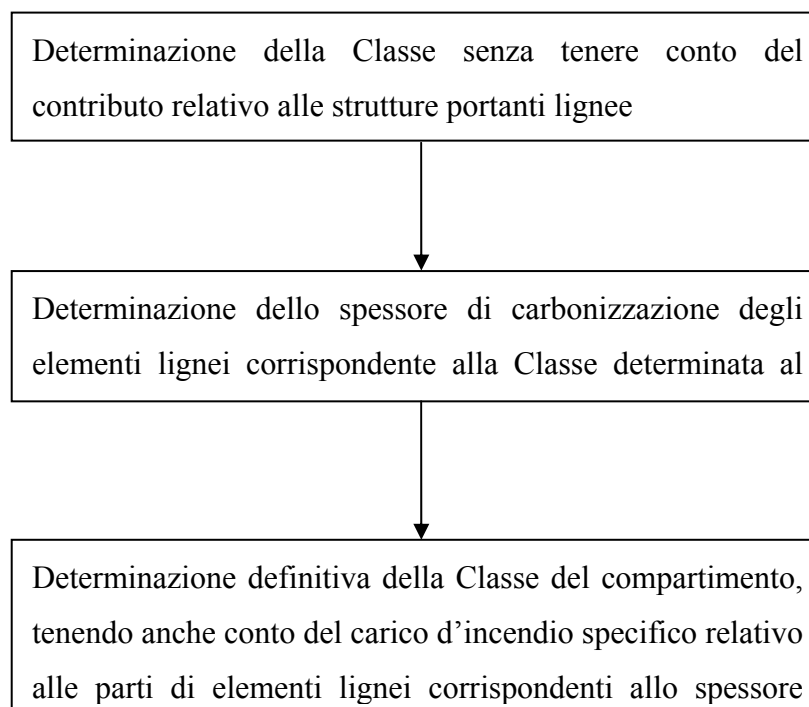 Determinazione della Classe senza tenere conto del
contributo relativo alle strutture portanti lignee
Determinazione dello spessore di carbonizzazione degli
elementi lignei corrispondente alla Classe determinata al
Determinazione definitiva della Classe del compartimento,
tenendo anche conto del carico d’incendio specifico relativo
alle parti di elementi lignei corrispondenti allo spessore